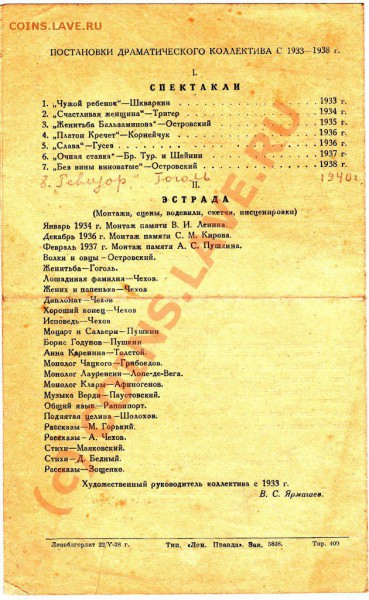 COINS.LAVE.RU
ПОСТАНОВКИ ДРАМАТИЧЕСКОГО КОЛЛЕКТИВА С 1933—1938 г.
I.
СПЕКТАКЛИ
1. „Чужой ребенок“—Шкваркин 1933 г.
2. „Счастливая женщина“—Тригер 1934 г.
3. „Женитьба Бальзаминова“—Островский 1935 г.
4. „Платон Кречет“—Корнейчук 1936 г.
5. „Слава“—Гусев 1936 г.
6. „Очная ставка“—Бр. Тур. и Шейнин 1937 г.
7. „Без вины виноватые“—Островский 1938 г.
8. „Ревизор“ Гоголь 1940 г.
II.
ЭСТРАДА
(Монтажи, сцены, водевили, скетчи, инсценировки)
Январь 1934 г. Монтаж памяти В. И. Ленина.
Декабрь 1936 г. Монтаж памяти С. М. Кирова.
Февраль 1937 г. Монтаж памяти А. С. Пушкина.
Волки и овцы—Островский.
Женитьба—Гоголь.
Лошадиная фамилия—Чехов.
Жених и папенька—Чехов
Дипломат—Чехов
Хороший конец—Чехов
Исповедь—Чехов
Моцарт и Сальери—Пушкин
Борис Годунов—Пушкин
Анна Каренина—Толстой.
Монолог Чацкого—Грибоедов.
Монолог Лауренсии—Лопе-де-Вега.
Монолог Клары—Афиногенов.
Музыка Верди—Паустовский.
Общий язык—Рапопорт.
Поднятая целина—Шолохов.
Рассказы—М. Горький.
Рассказы—А. Чехов.
Стихи—Маяковский.
Стихи—Д. Бедный.
Рассказы—Зощенко.
Художественный руководитель коллектива с 1933 г.
В. С. Ярмагаев.
Леноблгорлит 22/V-38 г. Тип. «Лен. Правда». Зак. 5838. Тир. 400
(c) COINS.LAVE.RU